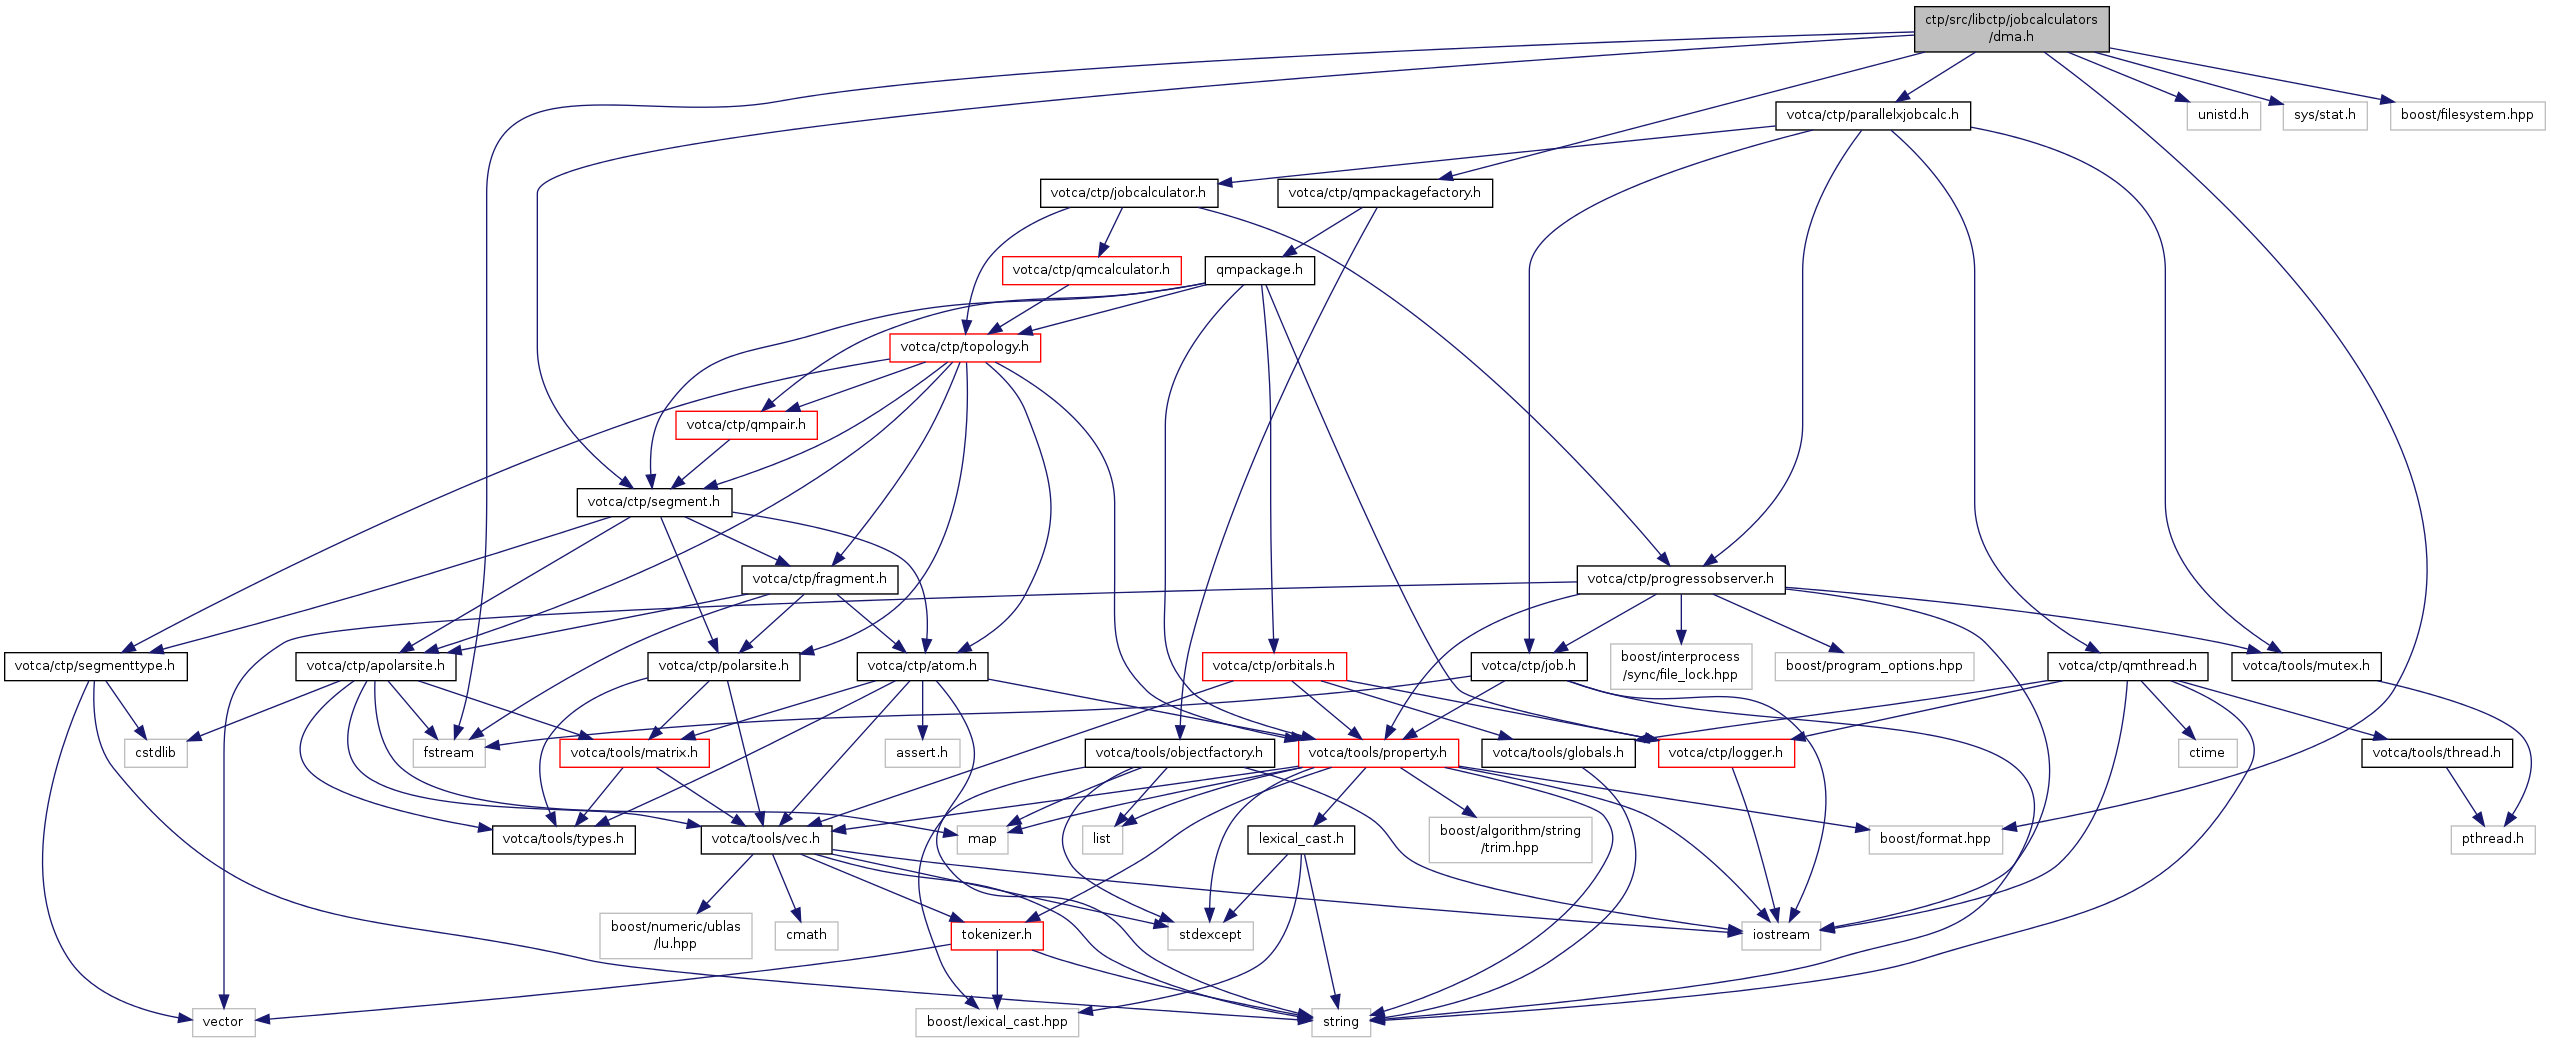 ctp/src/libctp/jobcalculators
/dma.h
votca/ctp/parallelxjobcalc.h
unistd.h
sys/stat.h
boost/filesystem.hpp
votca/ctp/jobcalculator.h
votca/ctp/qmpackagefactory.h
votca/ctp/qmcalculator.h
qmpackage.h
votca/ctp/topology.h
votca/ctp/qmpair.h
votca/ctp/segment.h
votca/ctp/fragment.h
votca/ctp/progressobserver.h
votca/ctp/segmenttype.h
votca/ctp/apolarsite.h
votca/ctp/polarsite.h
votca/ctp/atom.h
votca/ctp/orbitals.h
votca/ctp/job.h
boost/interprocess
/sync/file_lock.hpp
boost/program_options.hpp
votca/ctp/qmthread.h
votca/tools/mutex.h
cstdlib
fstream
votca/tools/matrix.h
assert.h
votca/tools/objectfactory.h
votca/tools/property.h
votca/tools/globals.h
votca/ctp/logger.h
ctime
votca/tools/thread.h
votca/tools/types.h
votca/tools/vec.h
map
list
lexical_cast.h
boost/algorithm/string
/trim.hpp
boost/format.hpp
pthread.h
boost/numeric/ublas
/lu.hpp
cmath
tokenizer.h
stdexcept
iostream
vector
boost/lexical_cast.hpp
string